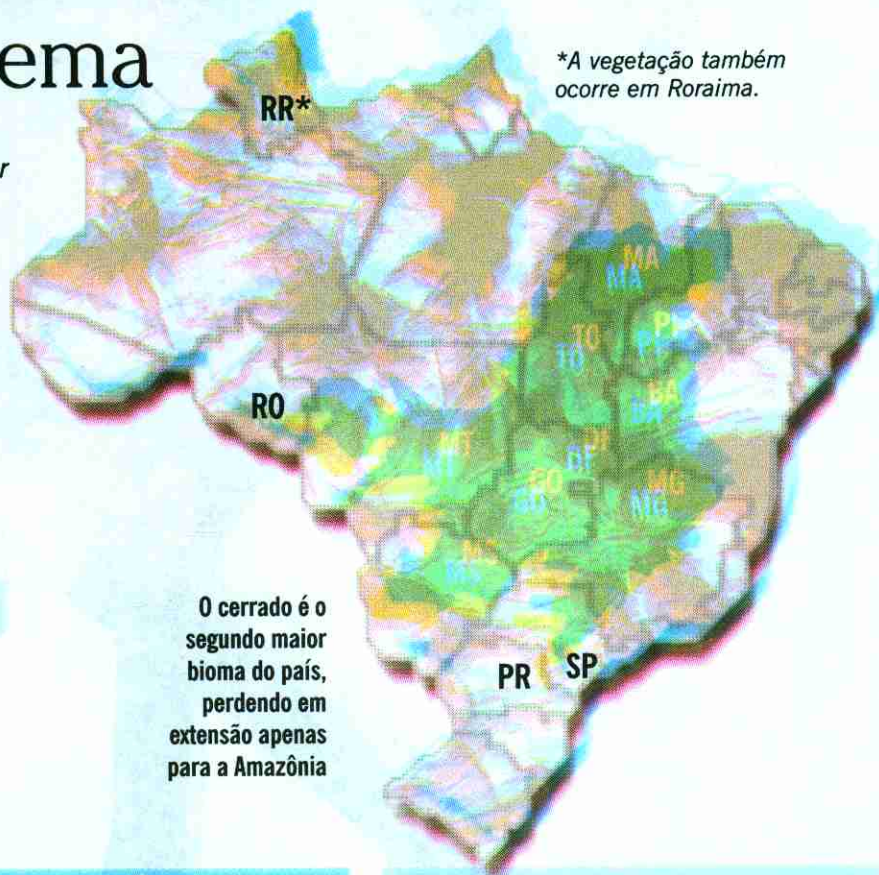 ema
*A vegetação também
ocorre em Roraima.
r
RR*
MA
PI
TO
RO
BA
MT
DF
GO
MG
MS
O cerrado é o
segundo maior
bioma do país,
perdendo em
extensão apenas
para a Amazônia
PR
SP